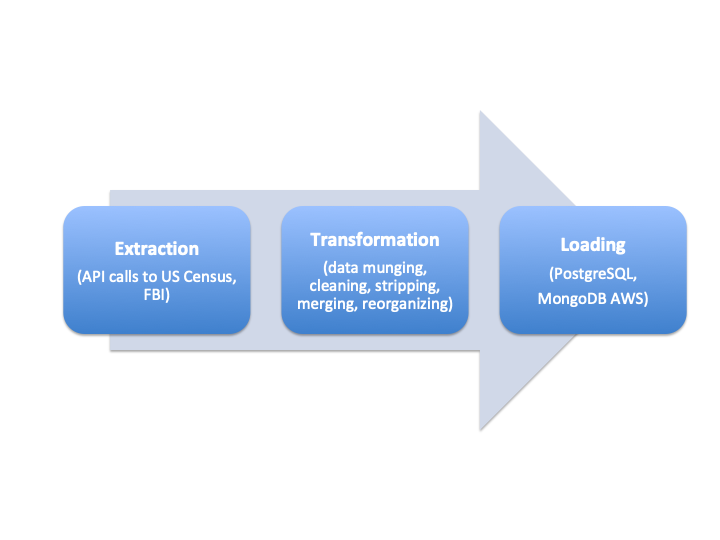 Extraction
(API calls to US Census,
FBI)
Transformation
(data munging,
cleaning, stripping,
merging, reorganizing)
Loading
(PostgreSQL,
MongoDB AWS)